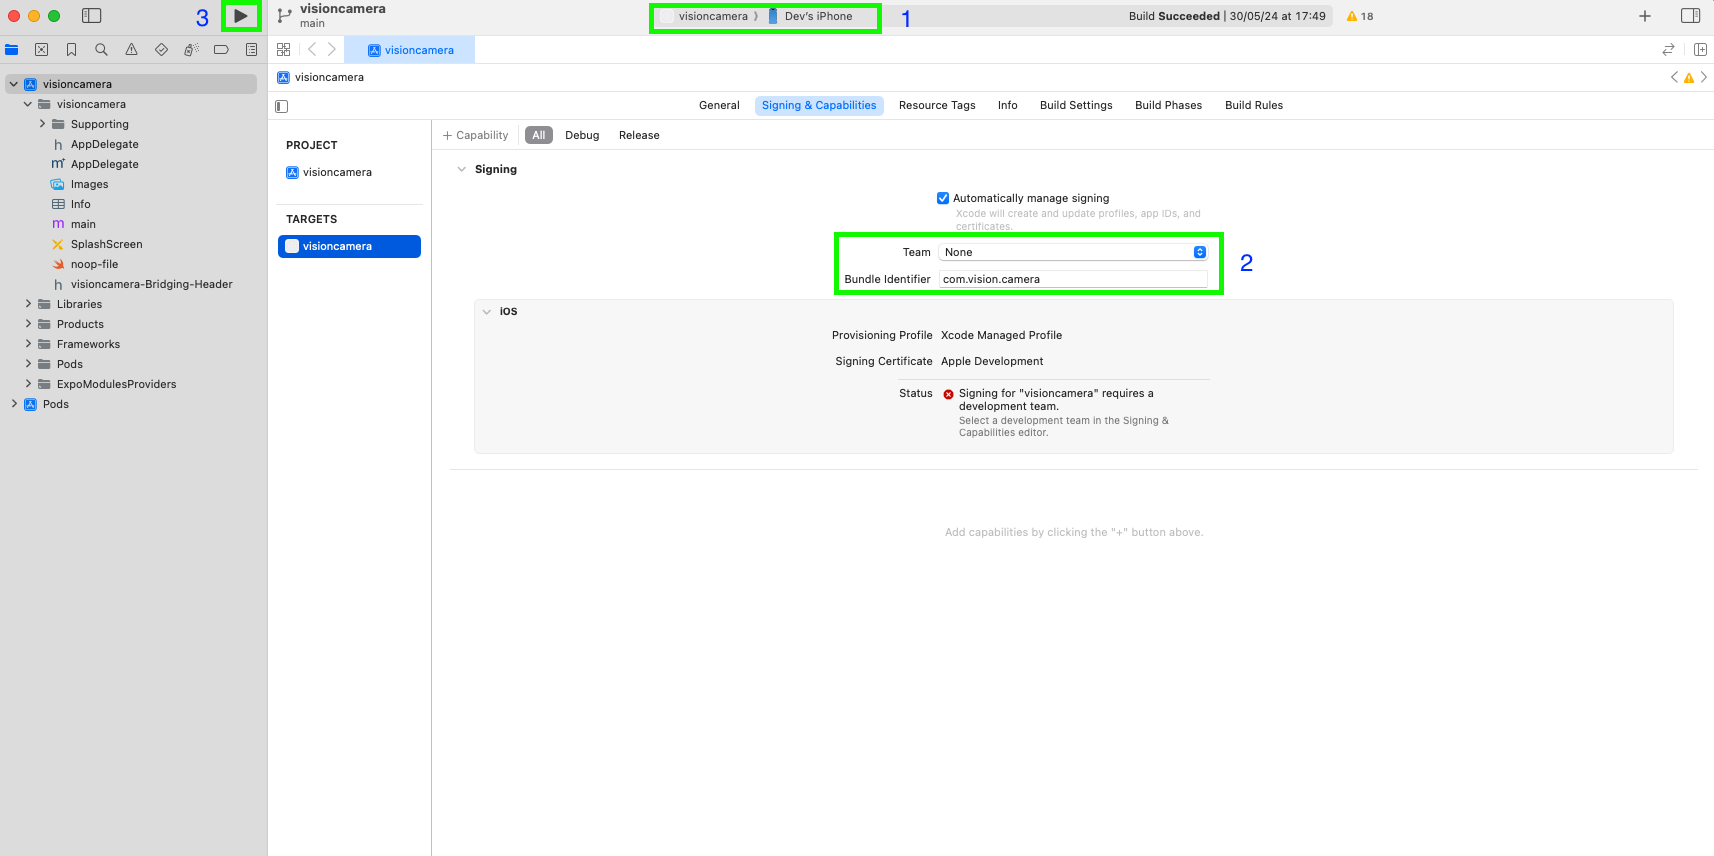 3
visioncamera
main
visioncamera
Dev's iPhone
1
Build Succeeded | 30/05/24 at 17:49
18
visioncamera
visioncamera
General
Signing & Capabilities
Resource Tags
Info
Build Settings
Build Phases
Build Rules
+ Capability
All
Debug
Release
visioncamera
visioncamera
Supporting
h AppDelegate
m+ AppDelegate
Images
Info
m main
SplashScreen
noop-file
h visioncamera-Bridging-Header
Libraries
Products
Frameworks
Pods
ExpoModulesProviders
Pods
PROJECT
visioncamera
TARGETS
visioncamera
Signing
Automatically manage signing
Xcode will create and update profiles, app IDs, and
certificates.
Team None
Bundle Identifier com.vision.camera
2
iOS
Provisioning Profile Xcode Managed Profile
Signing Certificate Apple Development
Status Signing for "visioncamera" requires a
development team.
Select a development team in the Signing &
Capabilities editor.
Add capabilities by clicking the "+" button above.